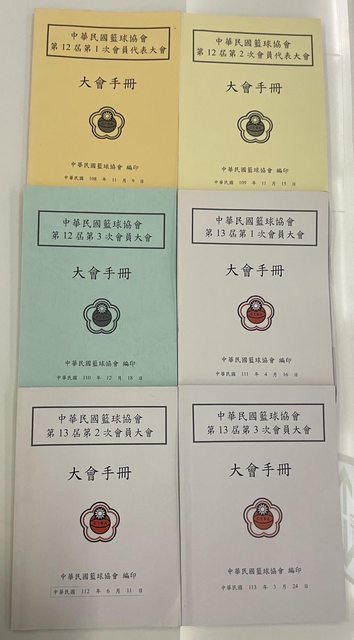 中華民國籃球協會
第12屆第1次會員代表大會
大會手冊
中華民國籃球協會 編印
中華民國 108 年 11 月 9 日
中華民國籃球協會
第12屆第2次會員代表大會
大會手冊
中華民國籃球協會 編印
中華民國 109 年 11 月 15 日
中華民國籃球協會
第12屆第3次會員大會
大會手冊
中華民國籃球協會 編印
中華民國 110 年 12 月 18 日
中華民國籃球協會
第13屆第1次會員大會
大會手冊
中華民國籃球協會 編印
中華民國 111 年 4 月 16 日
中華民國籃球協會
第13屆第2次會員大會
大會手冊
中華民國籃球協會 編印
中華民國 112 年 6 月 11 日
中華民國籃球協會
第13屆第3次會員大會
大會手冊
中華民國籃球協會 編印
中華民國 113 年 3 月 24 日